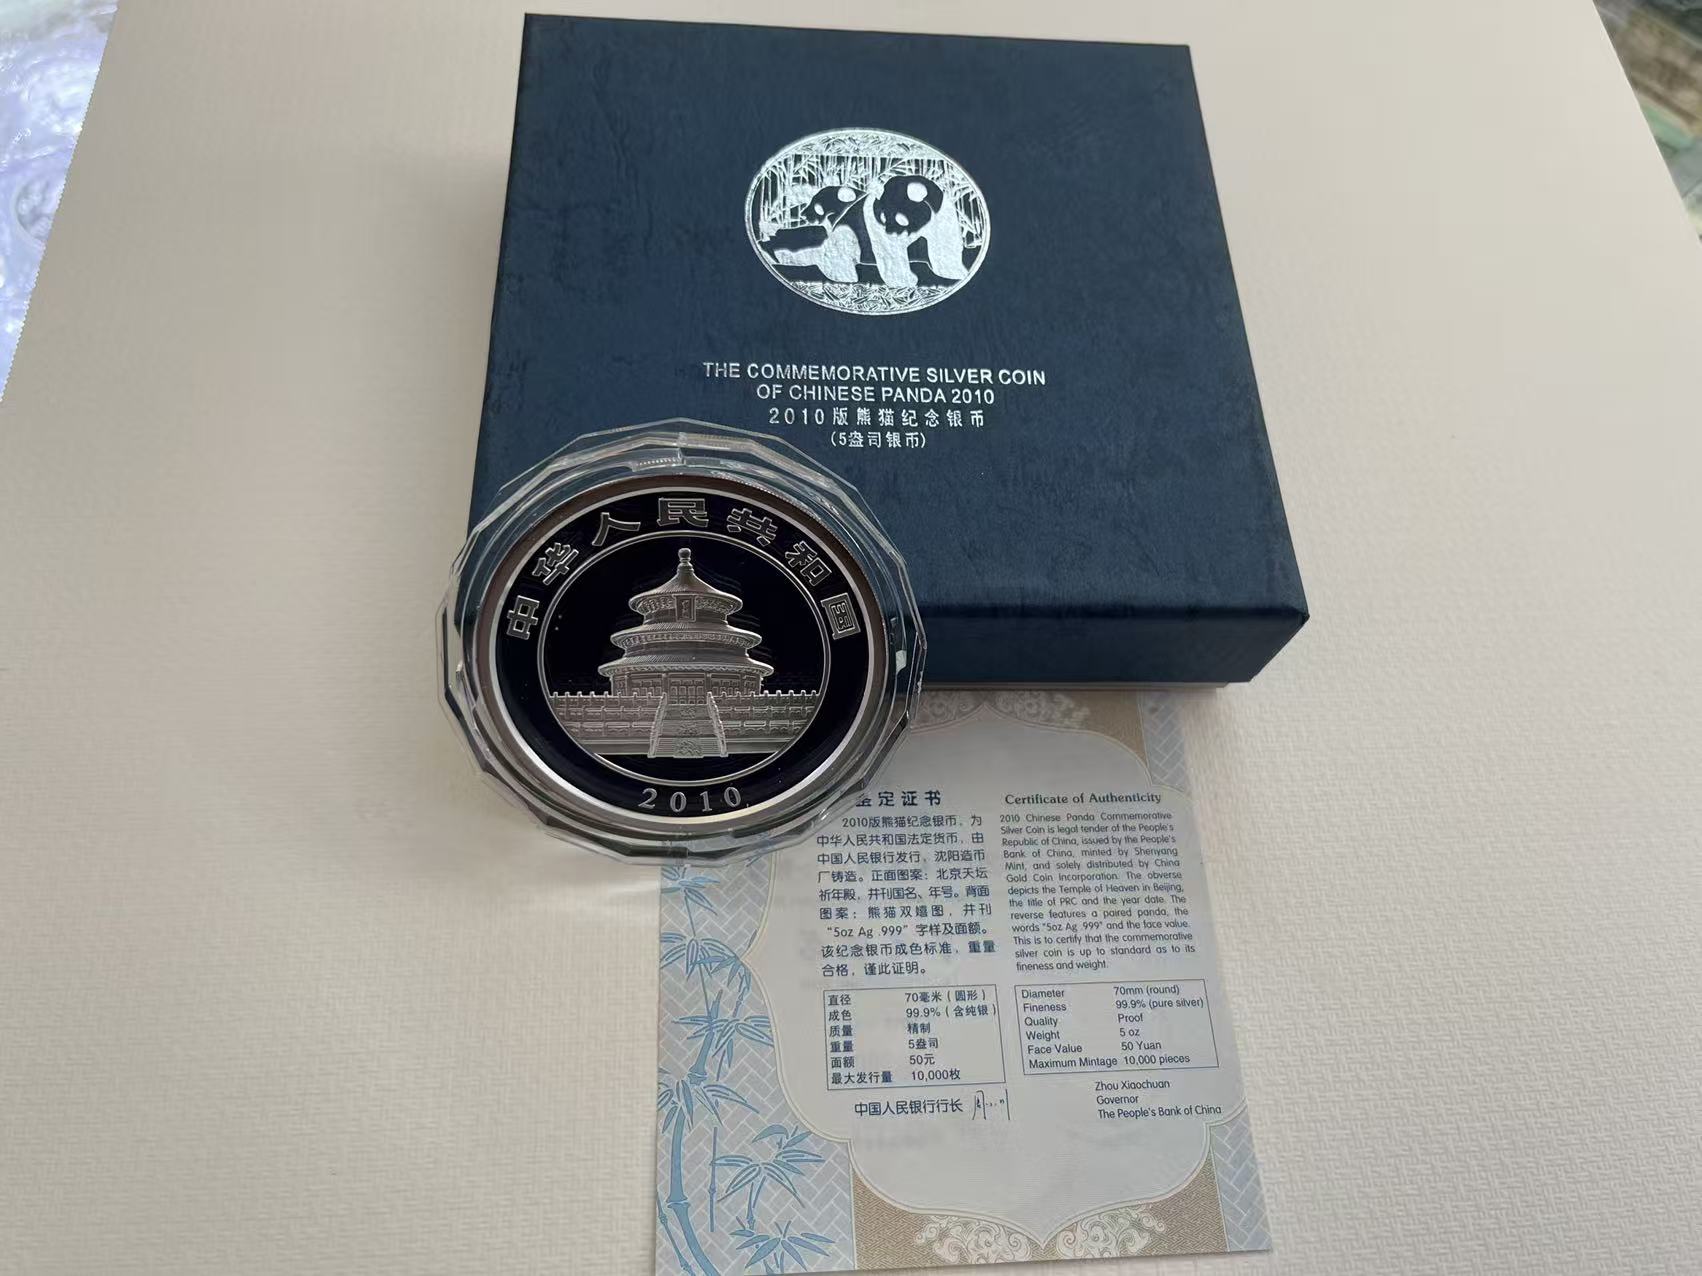 THE COMMEMORATIVE SILVER COIN
OF CHINESE PANDA 2010
2010版熊猫纪念银币
(5盎司银币)
中华人民共和国
2010
鉴定证书
2010版熊猫纪念银币，为
中华人民共和国法定货币，由
中国人民银行发行，沈阳造币
厂铸造。正面图案：北京天坛
祈年殿，并刊国名、年号。背面
图案：熊猫双嬉图，并刊
“5oz Ag .999”字样及面额。
该纪念银币成色标准，重量
合格，谨此证明。
直径 70毫米（圆形）
成色 99.9%（含纯银）
质量 精制
重量 5盎司
面额 50元
最大发行量 10,000枚
中国人民银行行长
Certificate of Authenticity
2010 Chinese Panda Commemorative
Silver Coin is legal tender of the People's
Republic of China, issued by the People's
Bank of China, minted by Shenyang
Mint, and solely distributed by China
Gold Coin Incorporation. The obverse
depicts the Temple of Heaven in Beijing,
the title of PRC and the year date. The
reverse features a paired panda, the
words "5oz Ag .999" and the face value.
This is to certify that the commemorative
silver coin is up to standard as to its
fineness and weight.
Diameter 70mm (round)
Fineness 99.9% (pure silver)
Quality Proof
Weight 5 oz
Face Value 50 Yuan
Maximum Mintage 10,000 pieces
Zhou Xiaochuan
Governor
The People's Bank of China